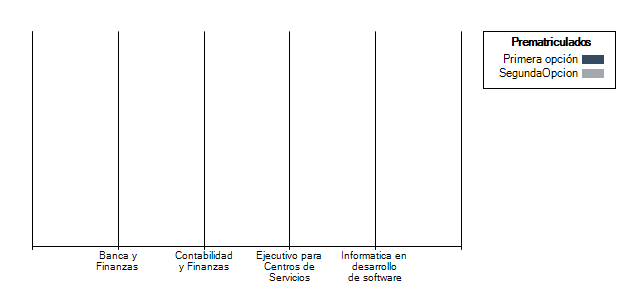 Prematriculados
Primera opción
SegundaOpcion
Banca y
Finanzas
Contabilidad
y Finanzas
Ejecutivo para
Centros de
Servicios
Informatica en
desarrollo
de software